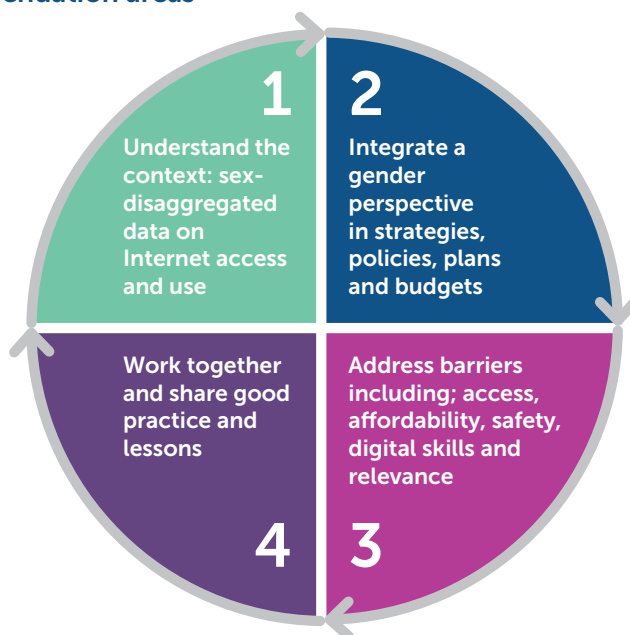 areas
1
Understand the
context: sex-
disaggregated
data on
Internet access
and use
2
Integrate a
gender
perspective
in strategies,
policies, plans
and budgets
Address barriers
including; access,
affordability, safety,
digital skills and
relevance
3
Work together
and share good
practice and
lessons
4